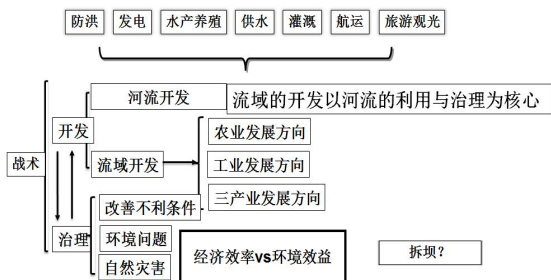 防洪 发电 水产养殖 供水 灌溉 航运 旅游观光
河流开发 流域的开发以河流的利用与治理为核心
农业发展方向
开发
战术 流域开发 工业发展方向
三产业发展方向
改善不利条件
治理 环境问题
经济效率vs环境效益 拆坝？
自然灾害